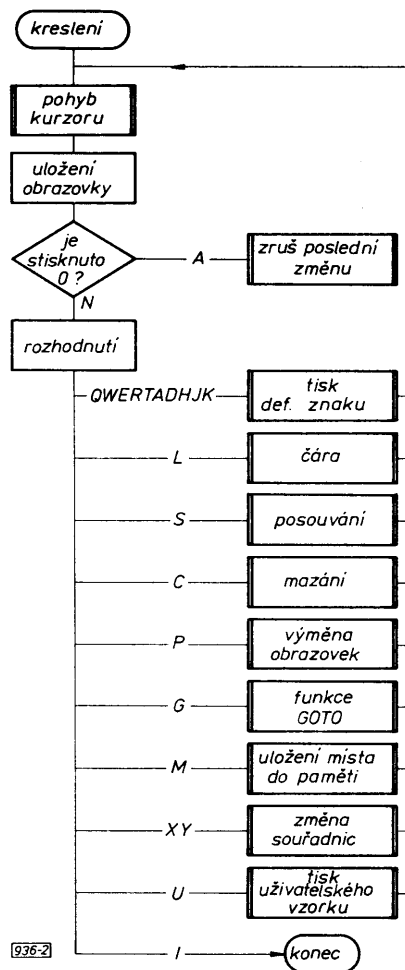 kreslení
pohyb
kurzoru
uložení
obrazovky
je
stisknuto
0 ?
A
zruš poslední
změnu
N
rozhodnutí
QWERTADHJK
tisk
def. znaku
L
čára
S
posouvání
C
mazání
P
výměna
obrazovek
G
funkce
GOTO
M
uložení místa
do paměti
XY
změna
souřadnic
U
tisk
uživatelského
vzorku
936-2
I
konec